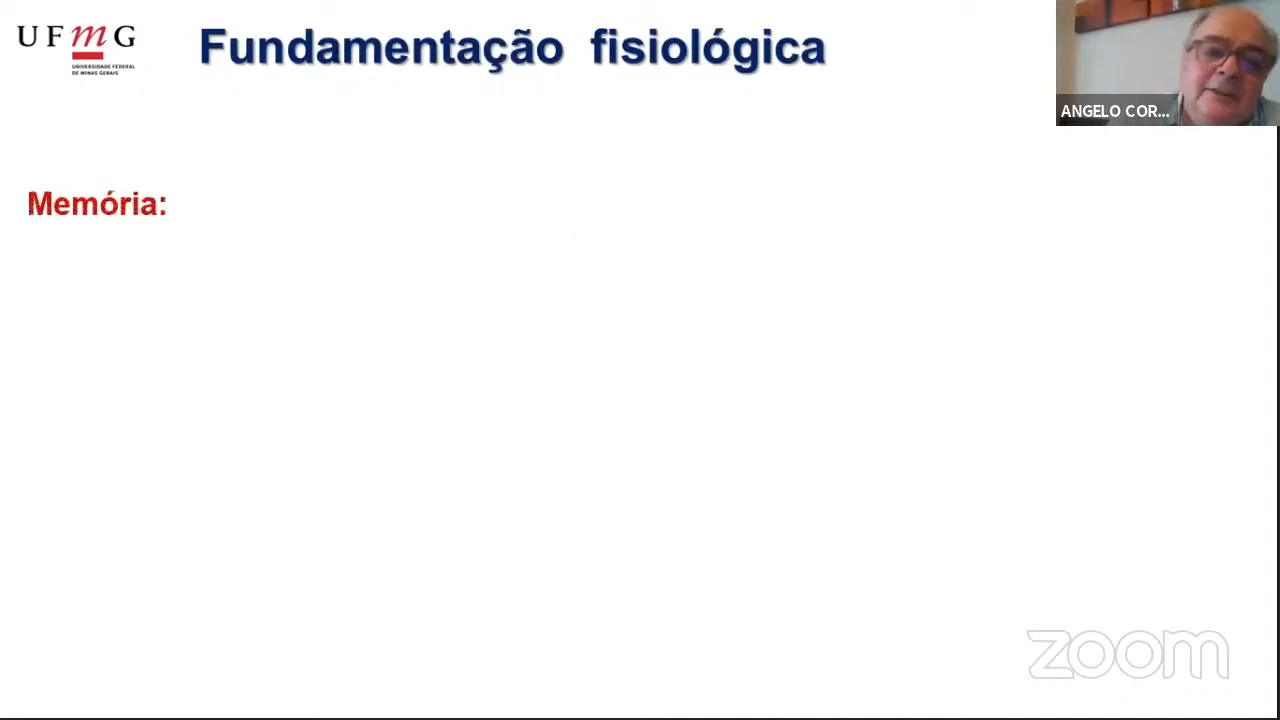 UFmG
UNIVERSIDADE FEDERAL
DE MINAS GERAIS
Fundamentação fisiológica
ANGELO COR...
Memória:
zoom